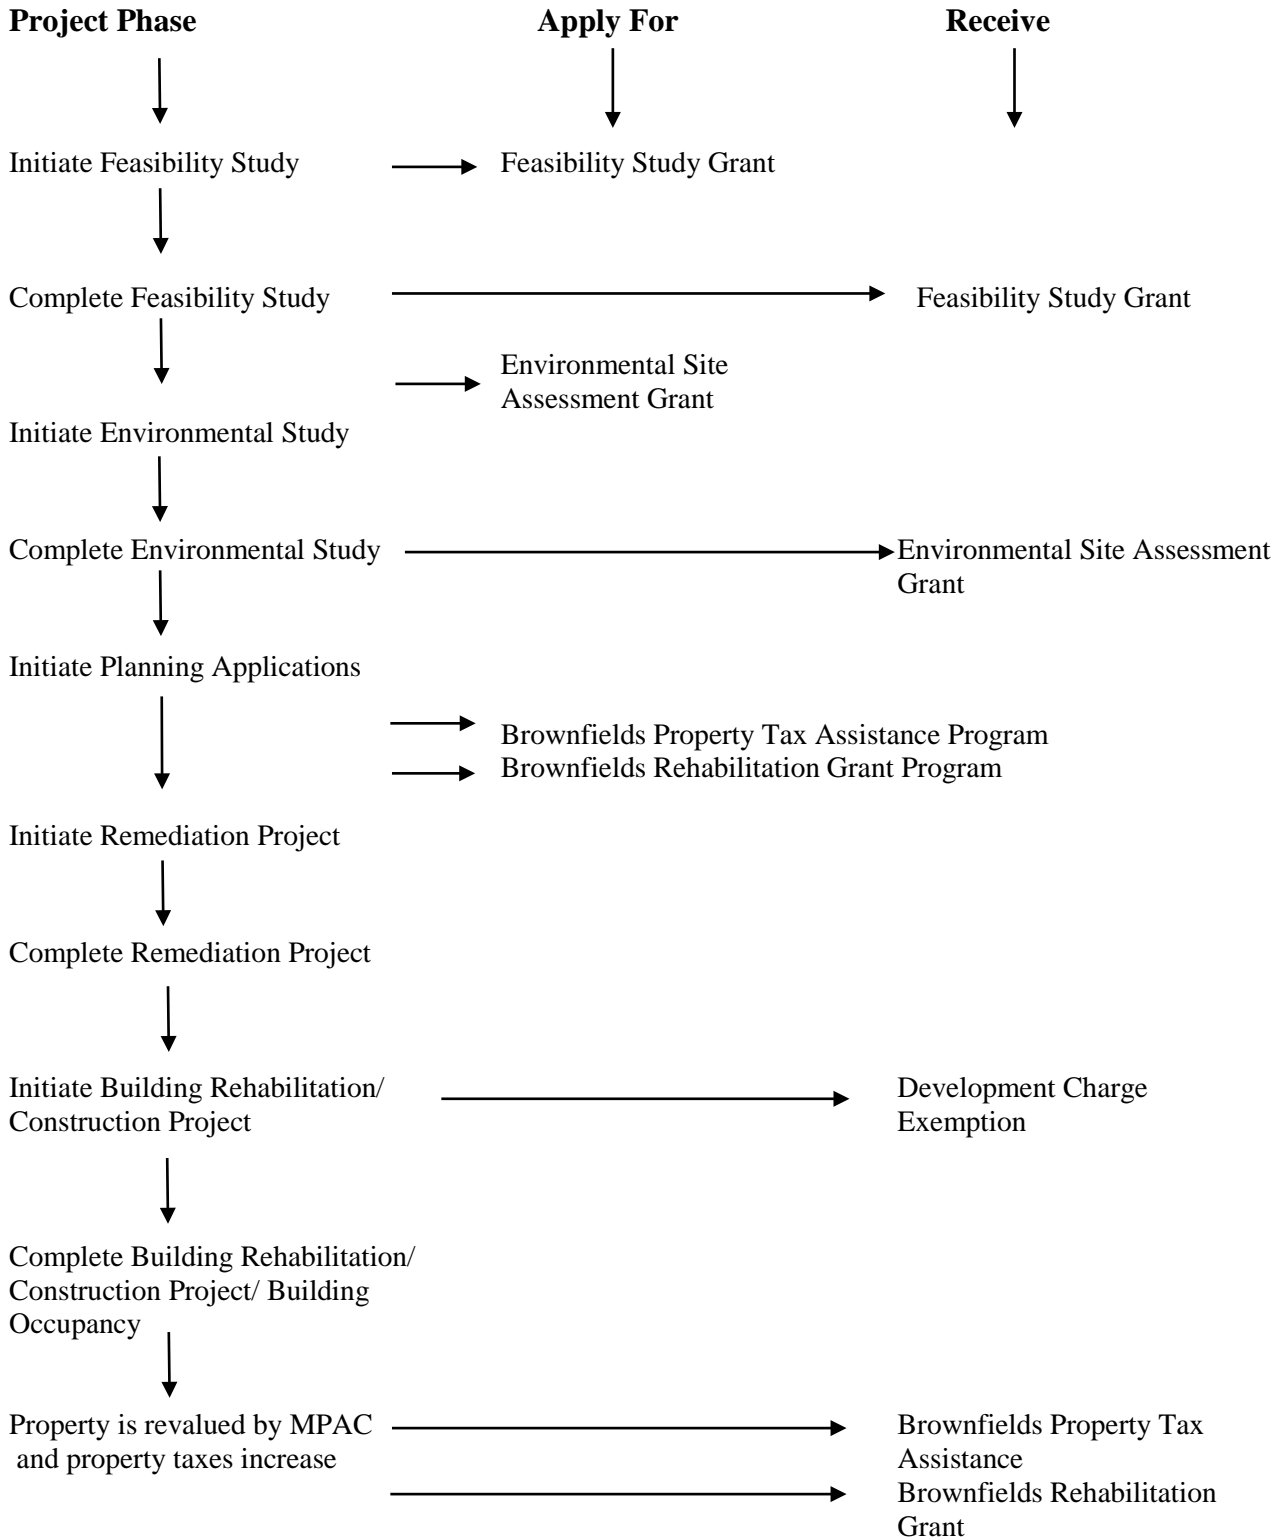 Project Phase
Apply For
Receive
Initiate Feasibility Study
Feasibility Study Grant
Complete Feasibility Study
Feasibility Study Grant
Environmental Site
Assessment Grant
Initiate Environmental Study
Complete Environmental Study
Environmental Site Assessment
Grant
Initiate Planning Applications
Brownfields Property Tax Assistance Program
Brownfields Rehabilitation Grant Program
Initiate Remediation Project
Complete Remediation Project
Initiate Building Rehabilitation/
Construction Project
Development Charge
Exemption
Complete Building Rehabilitation/
Construction Project/ Building
Occupancy
Property is revalued by MPAC
and property taxes increase
Brownfields Property Tax
Assistance
Brownfields Rehabilitation
Grant